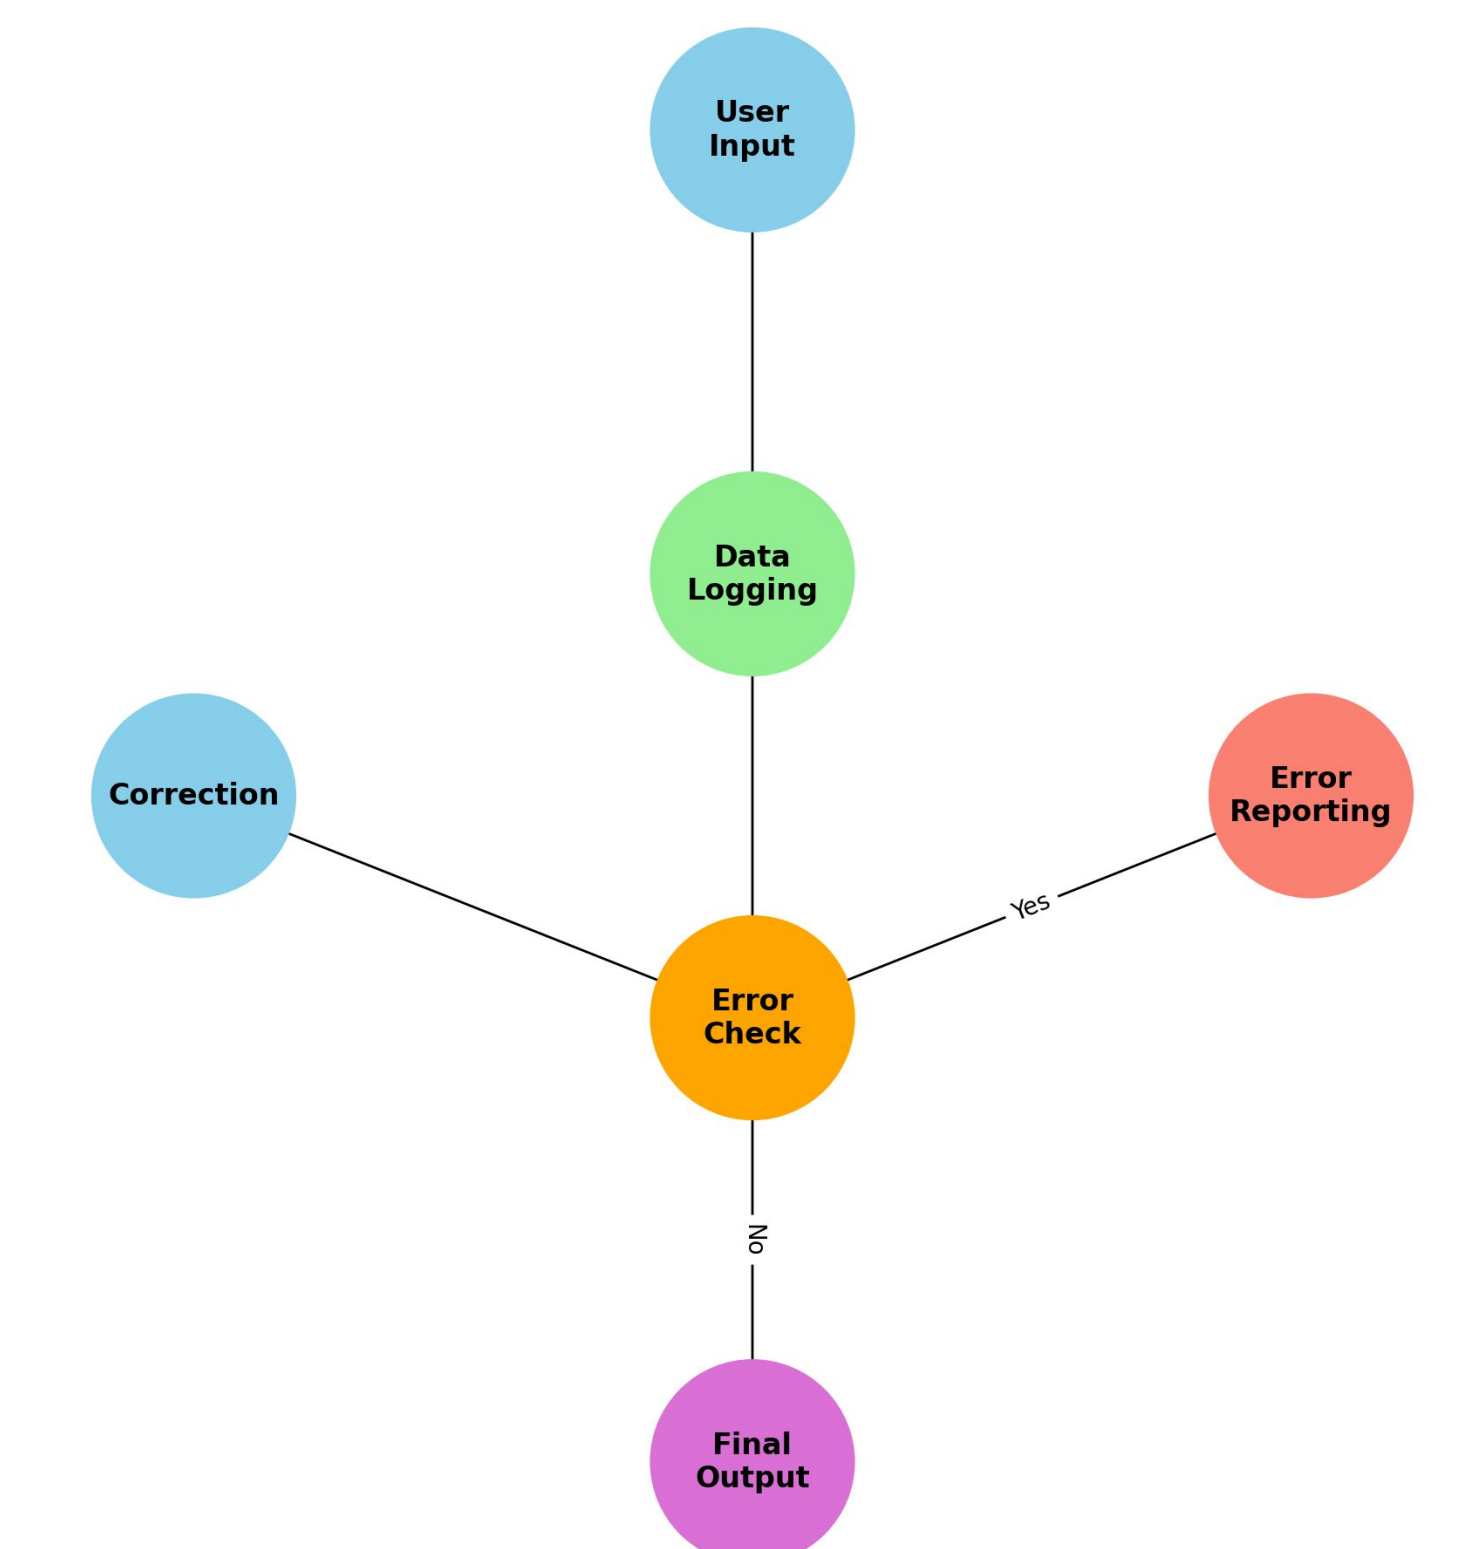 User
Input
Data
Logging
Correction
Error
Reporting
Yes
Error
Check
No
Final
Output